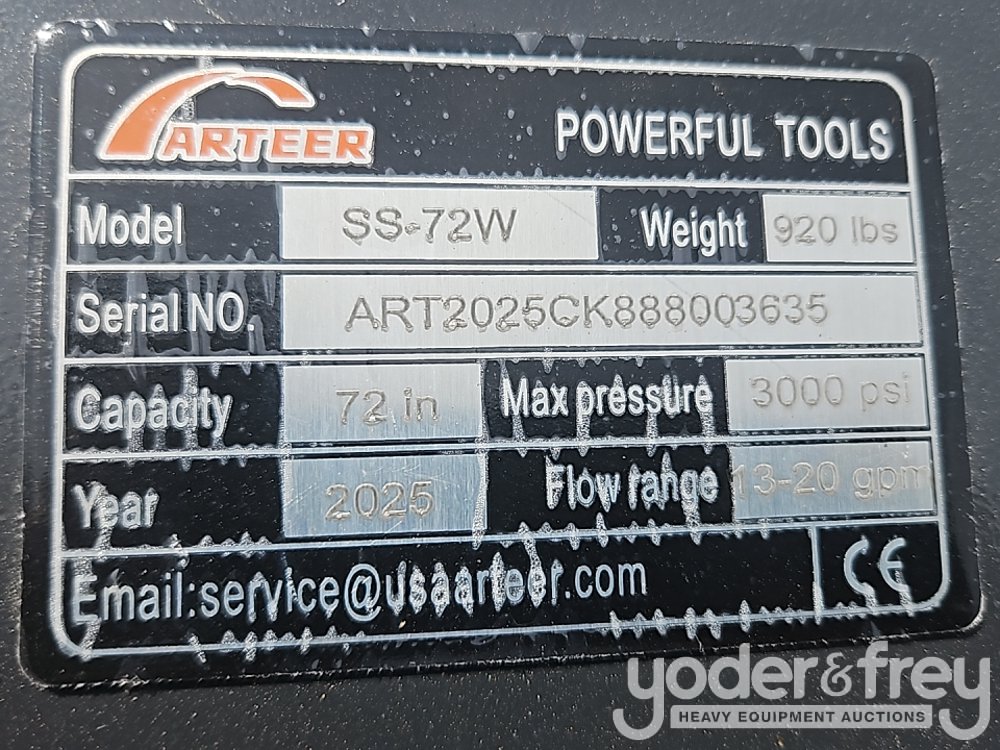 ARTEER POWERFUL TOOLS
Model SS-72W Weight 920 lbs
Serial NO. ART2025CK888003635
Capacity 72 in Max pressure 3000 psi
Year 2025 Flow range 13-20 gpm
Email:service@usaarteer.com CE
yoder&frey
HEAVY EQUIPMENT AUCTIONS